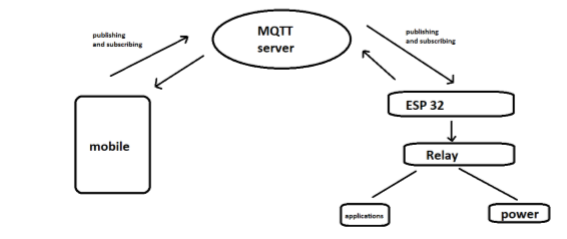 publishing
and subscribing
MQTT
server
publishing
and subscribing
mobile
ESP 32
Relay
applications
power